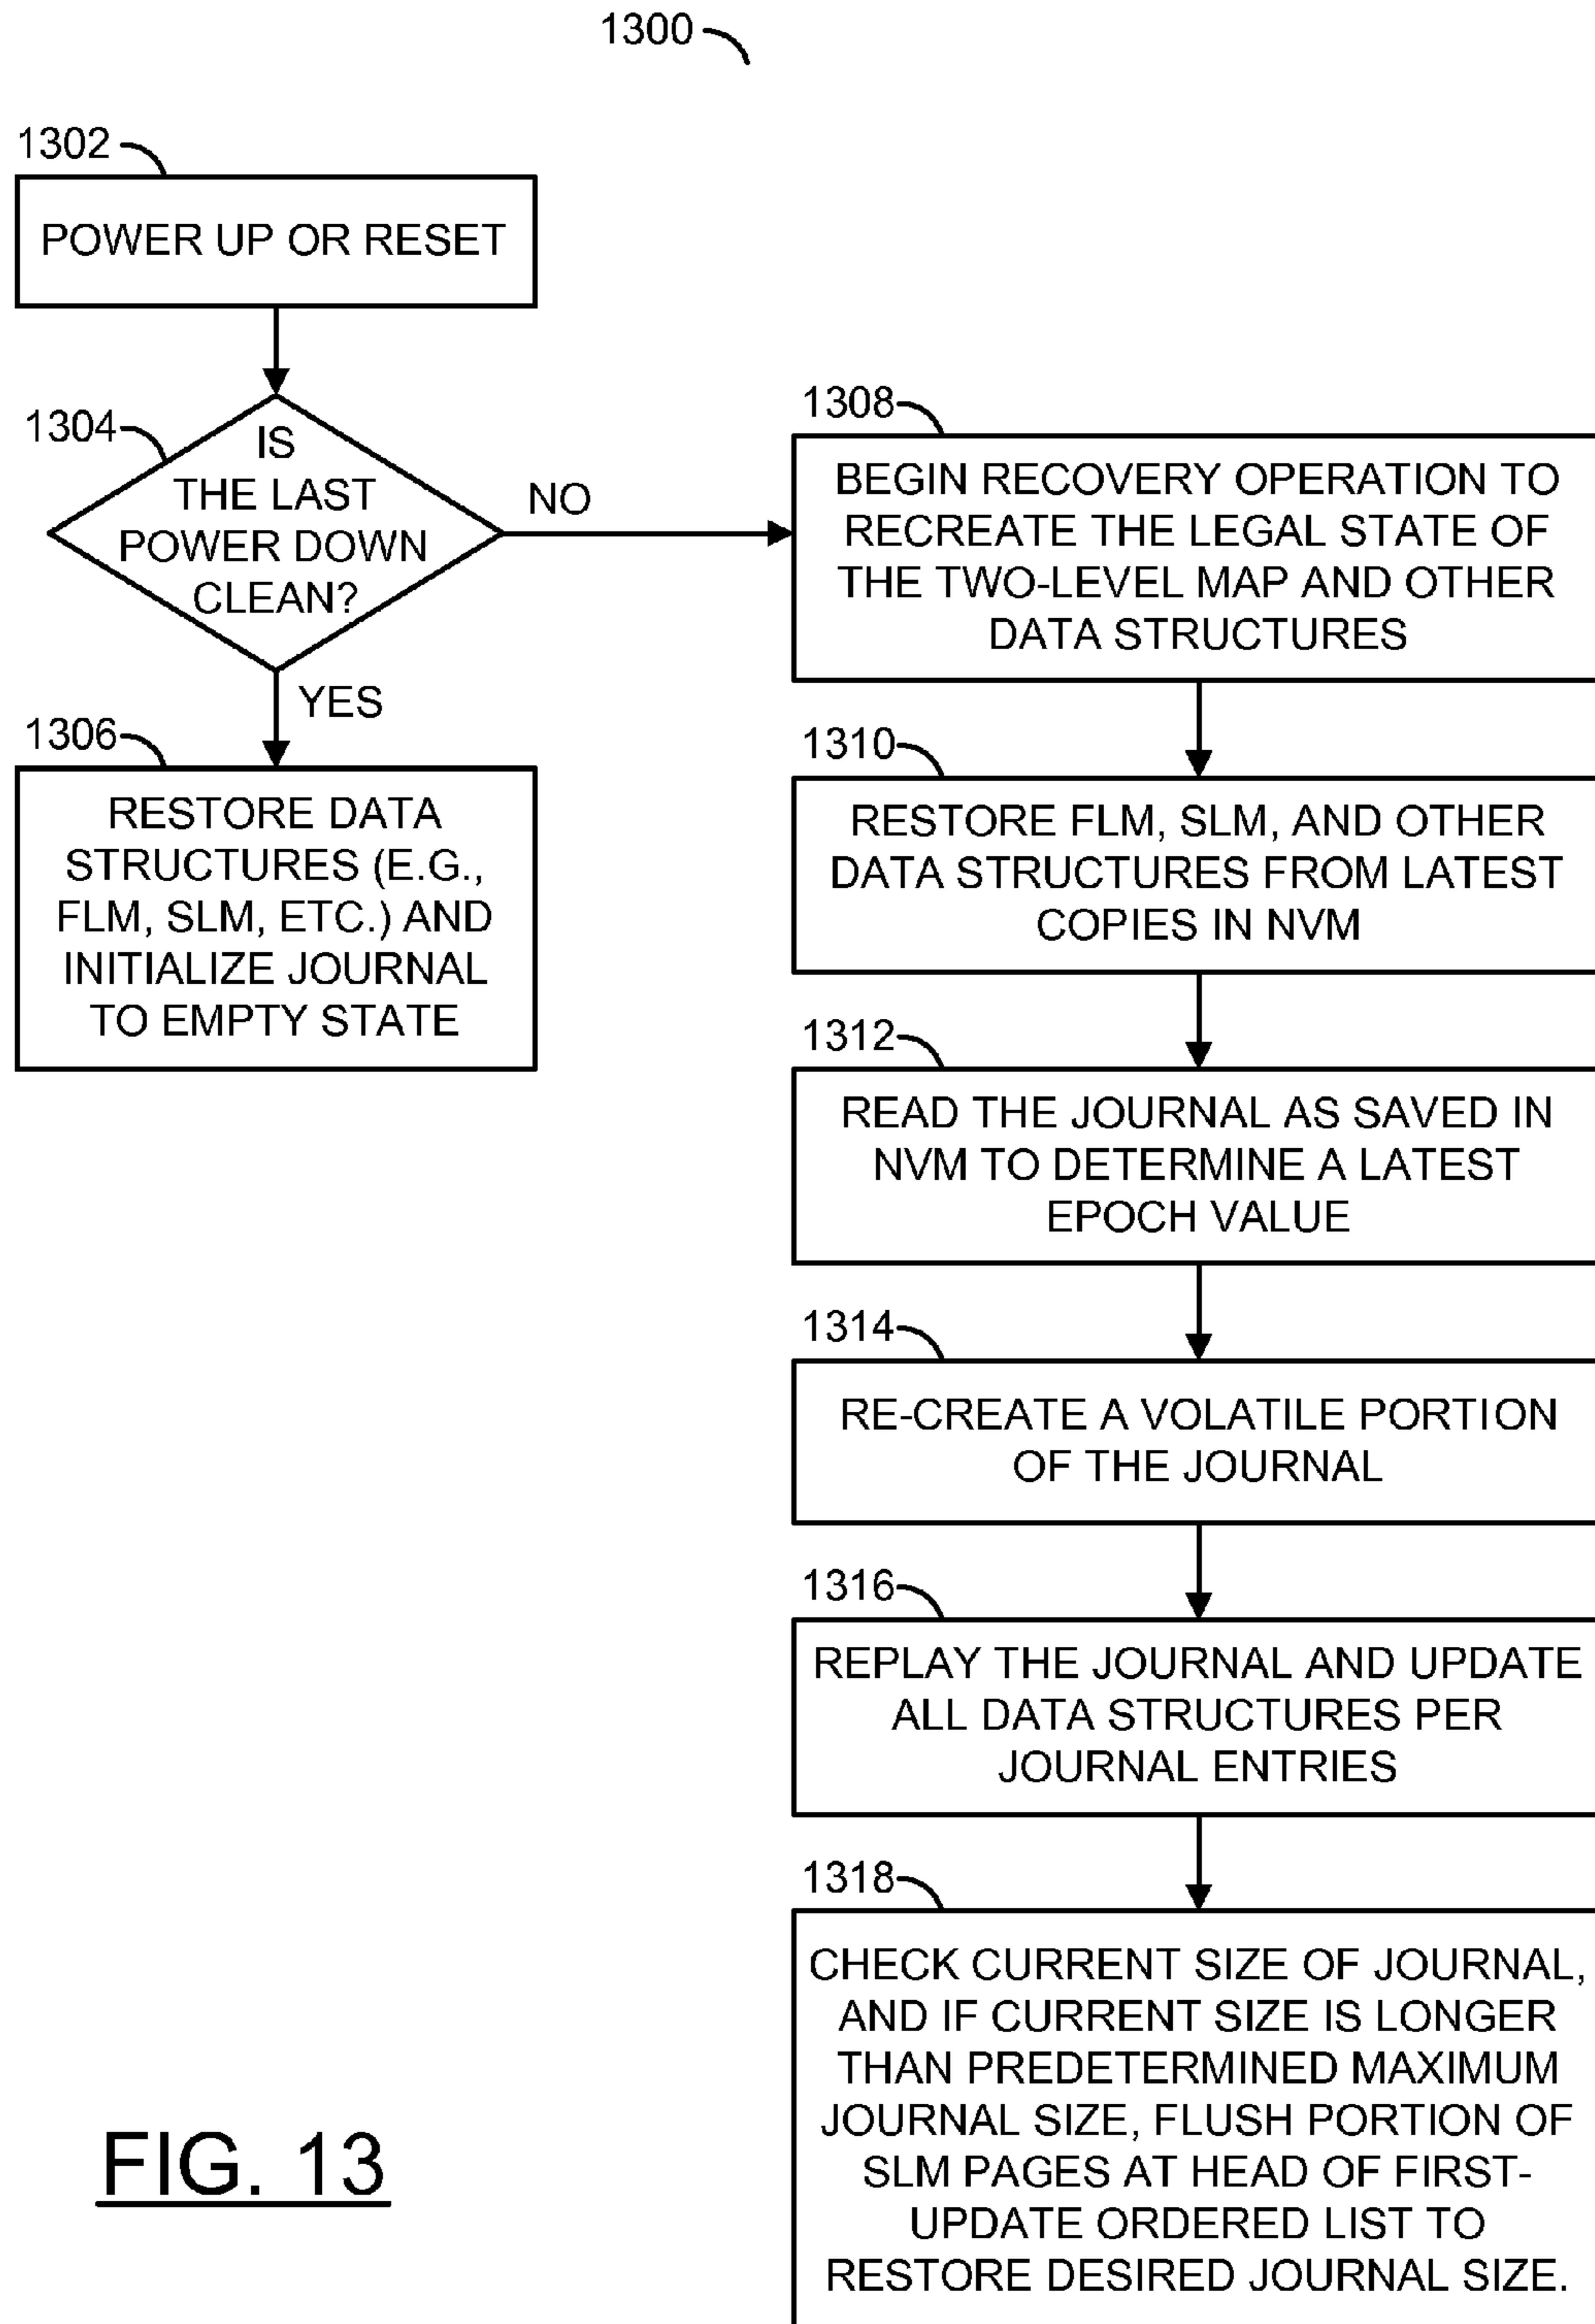 1300
1302
POWER UP OR RESET
1304
IS
THE LAST
POWER DOWN
CLEAN?
NO
YES
1306
RESTORE DATA
STRUCTURES (E.G.,
FLM, SLM, ETC.) AND
INITIALIZE JOURNAL
TO EMPTY STATE
1308
BEGIN RECOVERY OPERATION TO
RECREATE THE LEGAL STATE OF
THE TWO-LEVEL MAP AND OTHER
DATA STRUCTURES
1310
RESTORE FLM, SLM, AND OTHER
DATA STRUCTURES FROM LATEST
COPIES IN NVM
1312
READ THE JOURNAL AS SAVED IN
NVM TO DETERMINE A LATEST
EPOCH VALUE
1314
RE-CREATE A VOLATILE PORTION
OF THE JOURNAL
1316
REPLAY THE JOURNAL AND UPDATE
ALL DATA STRUCTURES PER
JOURNAL ENTRIES
1318
CHECK CURRENT SIZE OF JOURNAL,
AND IF CURRENT SIZE IS LONGER
THAN PREDETERMINED MAXIMUM
JOURNAL SIZE, FLUSH PORTION OF
SLM PAGES AT HEAD OF FIRST-
UPDATE ORDERED LIST TO
RESTORE DESIRED JOURNAL SIZE.
FIG. 13